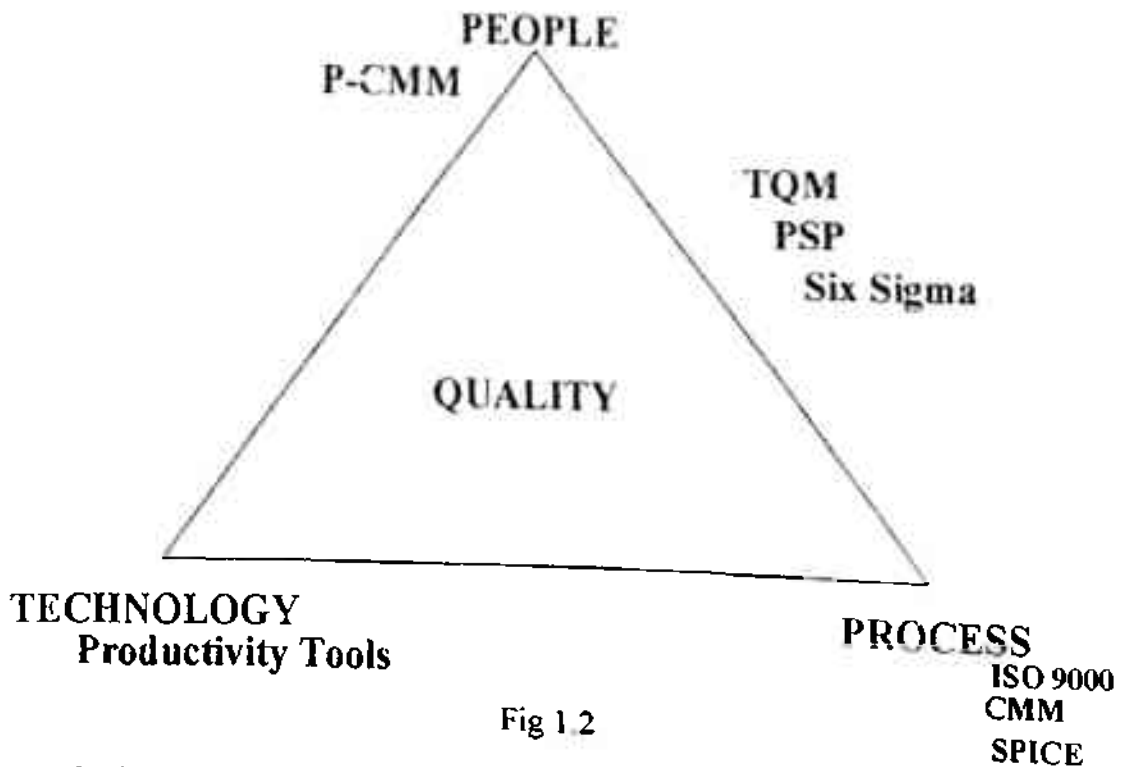 PEOPLE
P-CMM
TQM
PSP
Six Sigma
QUALITY
TECHNOLOGY
Productivity Tools
PROCESS
ISO 9000
CMM
SPICE
Fig 1.2